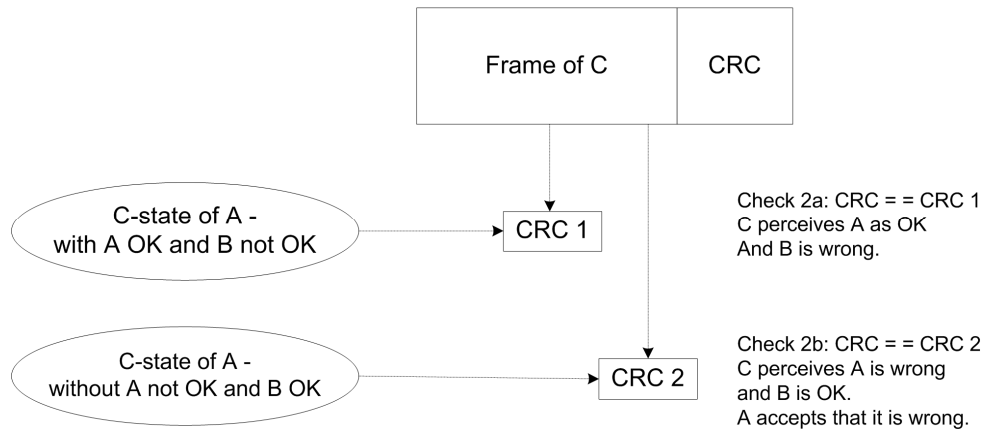 Frame of C
CRC
C-state of A -
with A OK and B not OK
CRC 1
Check 2a: CRC = = CRC 1
C perceives A as OK
And B is wrong.
C-state of A -
without A not OK and B OK
CRC 2
Check 2b: CRC = = CRC 2
C perceives A is wrong
and B is OK.
A accepts that it is wrong.